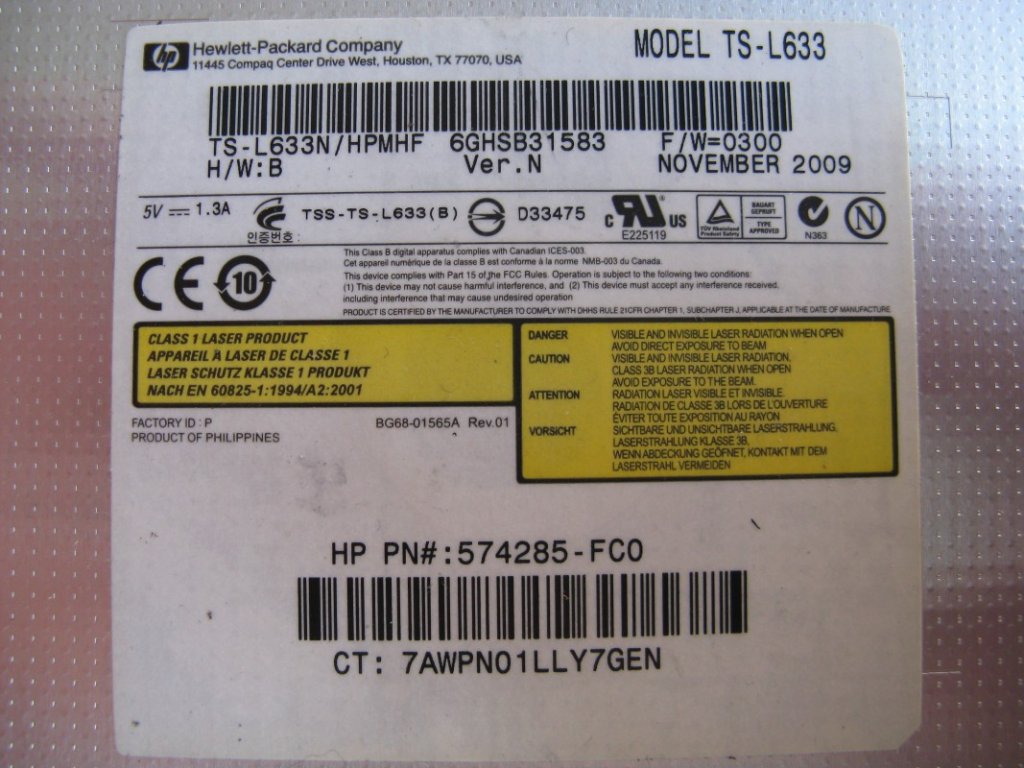 hp Hewlett-Packard Company
11445 Compaq Center Drive West, Houston, TX 77070, USA
MODEL TS-L633
TS-L633N/HPMHF 6GHSB31583 F/W=0300
H/W:B Ver.N NOVEMBER 2009
5V 1.3A
인증번호:
TSS-TS-L633(B)
D33475
c RU US
E225119
TÜV Rheinland
Product Safety
BAUART
GEPRUFT
TYPE
APPROVED
N363
N
CE
10
This Class B digital apparatus complies with Canadian ICES-003.
Cet appareil numérique de la classe B est conforme à la norme NMB-003 du Canada.
This device complies with Part 15 of the FCC Rules. Operation is subject to the following two conditions:
(1) This device may not cause harmful interference, and (2) This device must accept any interference received,
including interference that may cause undesired operation
PRODUCT IS CERTIFIED BY THE MANUFACTURER TO COMPLY WITH DHHS RULE 21CFR CHAPTER 1, SUBCHAPTER J, APPLICABLE AT THE DATE OF MANUFACTURE
CLASS 1 LASER PRODUCT
APPAREIL À LASER DE CLASSE 1
LASER SCHUTZ KLASSE 1 PRODUKT
NACH EN 60825-1:1994/A2:2001
DANGER VISIBLE AND INVISIBLE LASER RADIATION WHEN OPEN
AVOID DIRECT EXPOSURE TO BEAM
CAUTION VISIBLE AND INVISIBLE LASER RADIATION,
CLASS 3B LASER RADIATION WHEN OPEN
AVOID EXPOSURE TO THE BEAM.
ATTENTION RADIATION LASER VISIBLE ET INVISIBLE.
RADIATION DE CLASSE 3B LORS DE L'OUVERTURE
ÉVITER TOUTE EXPOSITION AU RAYON
VORSICHT SICHTBARE UND UNSICHTBARE LASERSTRAHLUNG,
LASERSTRAHLUNG KLASSE 3B,
WENN ABDECKUNG GEÖFNET, KONTAKT MIT DEM
LASERSTRAHL VERMEIDEN
FACTORY ID : P
PRODUCT OF PHILIPPINES
BG68-01565A Rev.01
HP PN#:574285-FC0
CT: 7AWPN01LLY7GEN